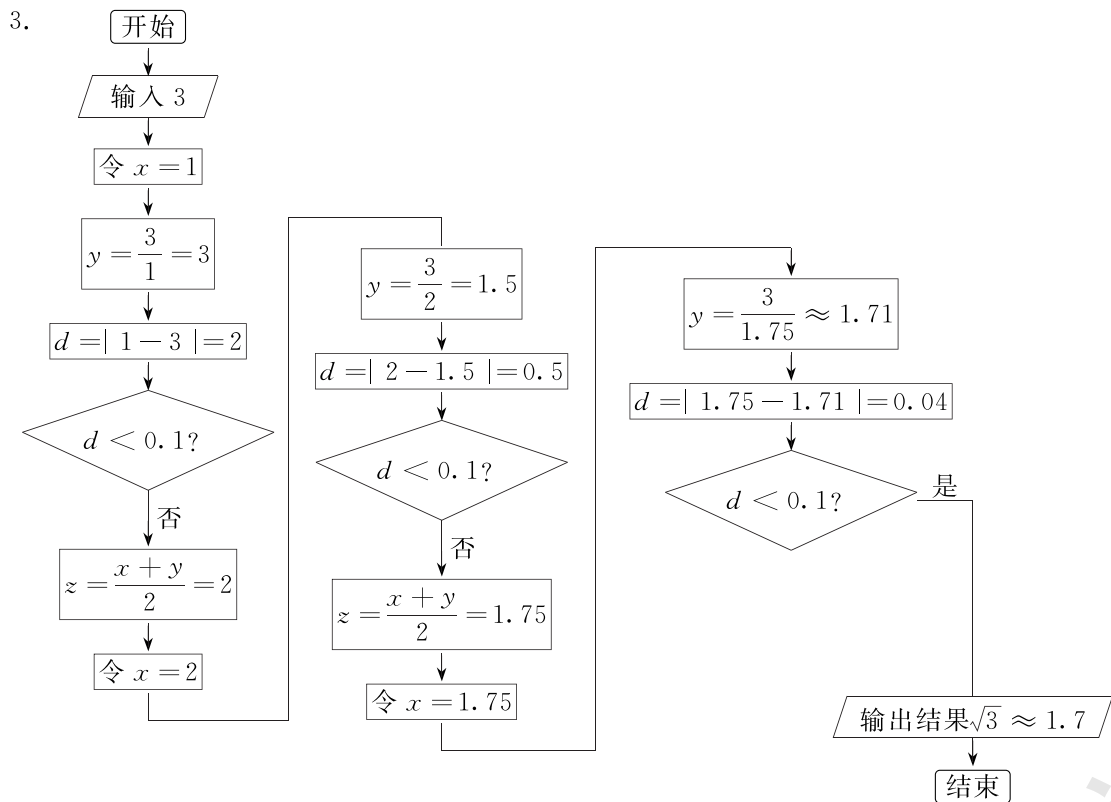 3.
开始
输入 3
令 x = 1
y = 3/1 = 3
d = | 1 − 3 | = 2
d < 0.1?
否
z = (x + y)/2 = 2
令 x = 2
y = 3/2 = 1.5
d = | 2 − 1.5 | = 0.5
d < 0.1?
否
z = (x + y)/2 = 1.75
令 x = 1.75
y = 3/1.75 ≈ 1.71
d = | 1.75 − 1.71 | = 0.04
d < 0.1?
是
输出结果√3 ≈ 1.7
结束